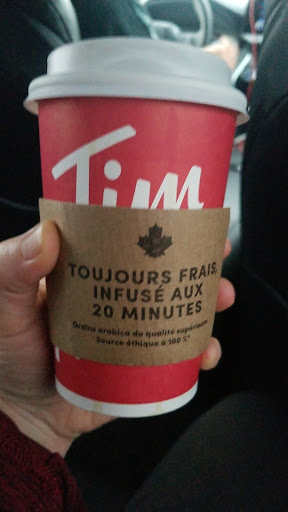 Tim
TOUJOURS FRAIS,
INFUSÉ AUX
20 MINUTES
Grains arabica de qualité supérieure
Source éthique à 100 %*